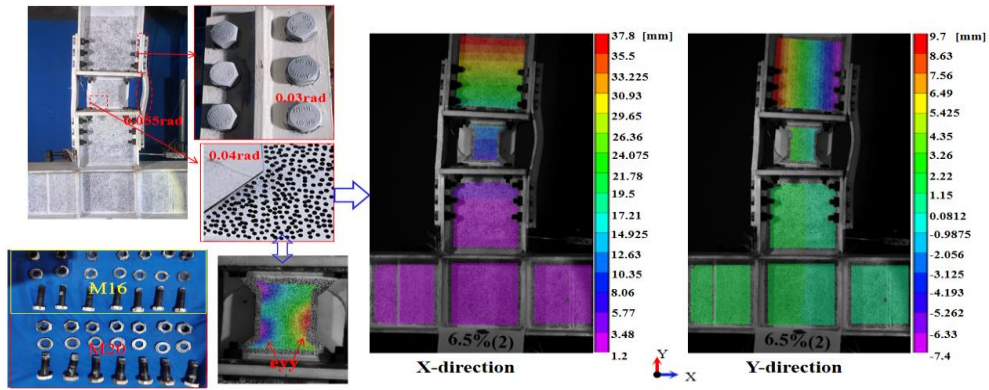 0.055rad
0.03rad
0.04rad
M16
M20
eyy
37.8 [mm]
35.5
33.225
30.93
29.65
26.36
24.075
21.78
19.5
17.21
14.925
12.63
10.35
8.06
5.77
3.48
1.2
6.5%(2)
X-direction
9.7 [mm]
8.63
7.56
6.49
5.425
4.35
3.26
2.22
1.15
0.0812
-0.9875
-2.056
-3.125
-4.193
-5.262
-6.33
-7.4
6.5%(2)
Y-direction
Y
X